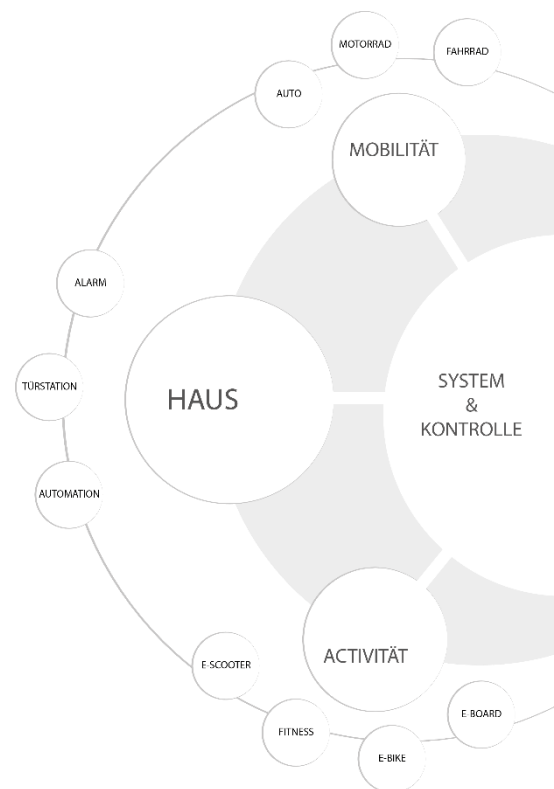 MOTORRAD
FAHRRAD
AUTO
MOBILITÄT
ALARM
TÜRSTATION
HAUS
SYSTEM
&
KONTROLLE
AUTOMATION
ACTIVITÄT
E-SCOOTER
E-BOARD
FITNESS
E-BIKE